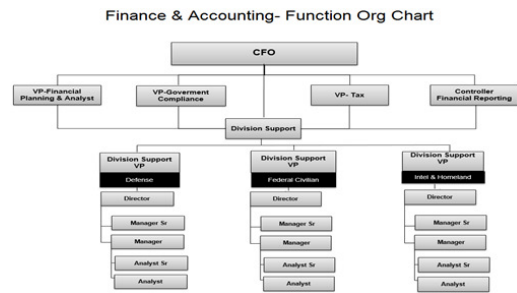 Finance & Accounting- Function Org Chart
CFO
VP-Financial
Planning & Analyst
VP-Goverment
Compliance
VP- Tax
Controller
Financial Reporting
Division Support
Division Support
VP
Defense
Division Support
VP
Federal Civilian
Division Support
VP
Intel & Homeland
Director
Manager Sr
Manager
Analyst Sr
Analyst
Director
Manager Sr
Manager
Analyst Sr
Analyst
Director
Manager Sr
Manager
Analyst Sr
Analyst